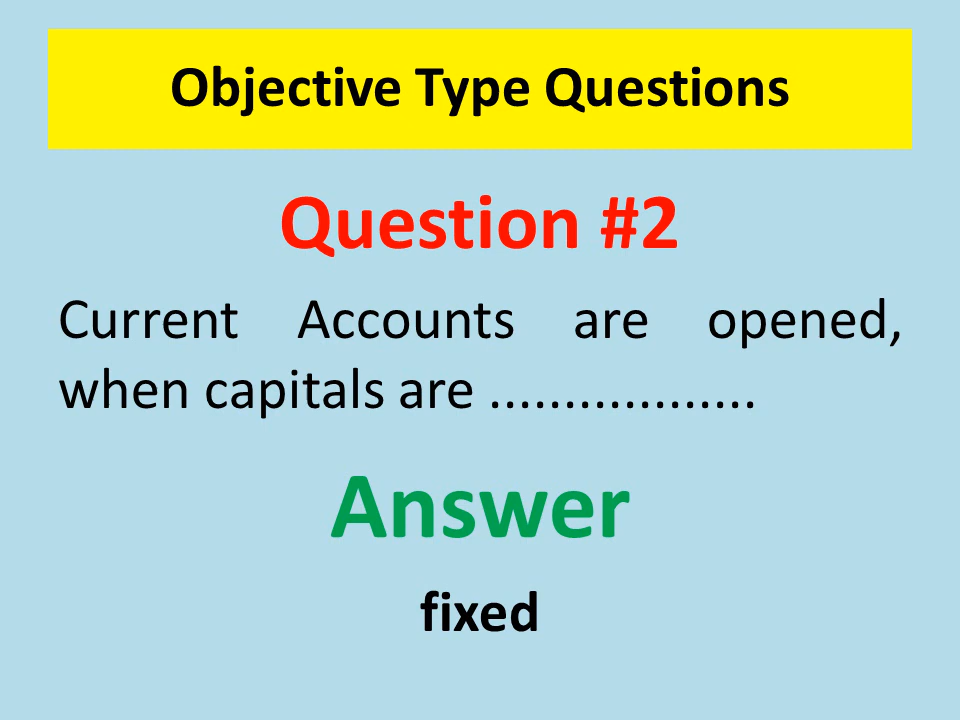 Objective Type Questions
Question #2
Current Accounts are opened,
when capitals are ..................
Answer
fixed